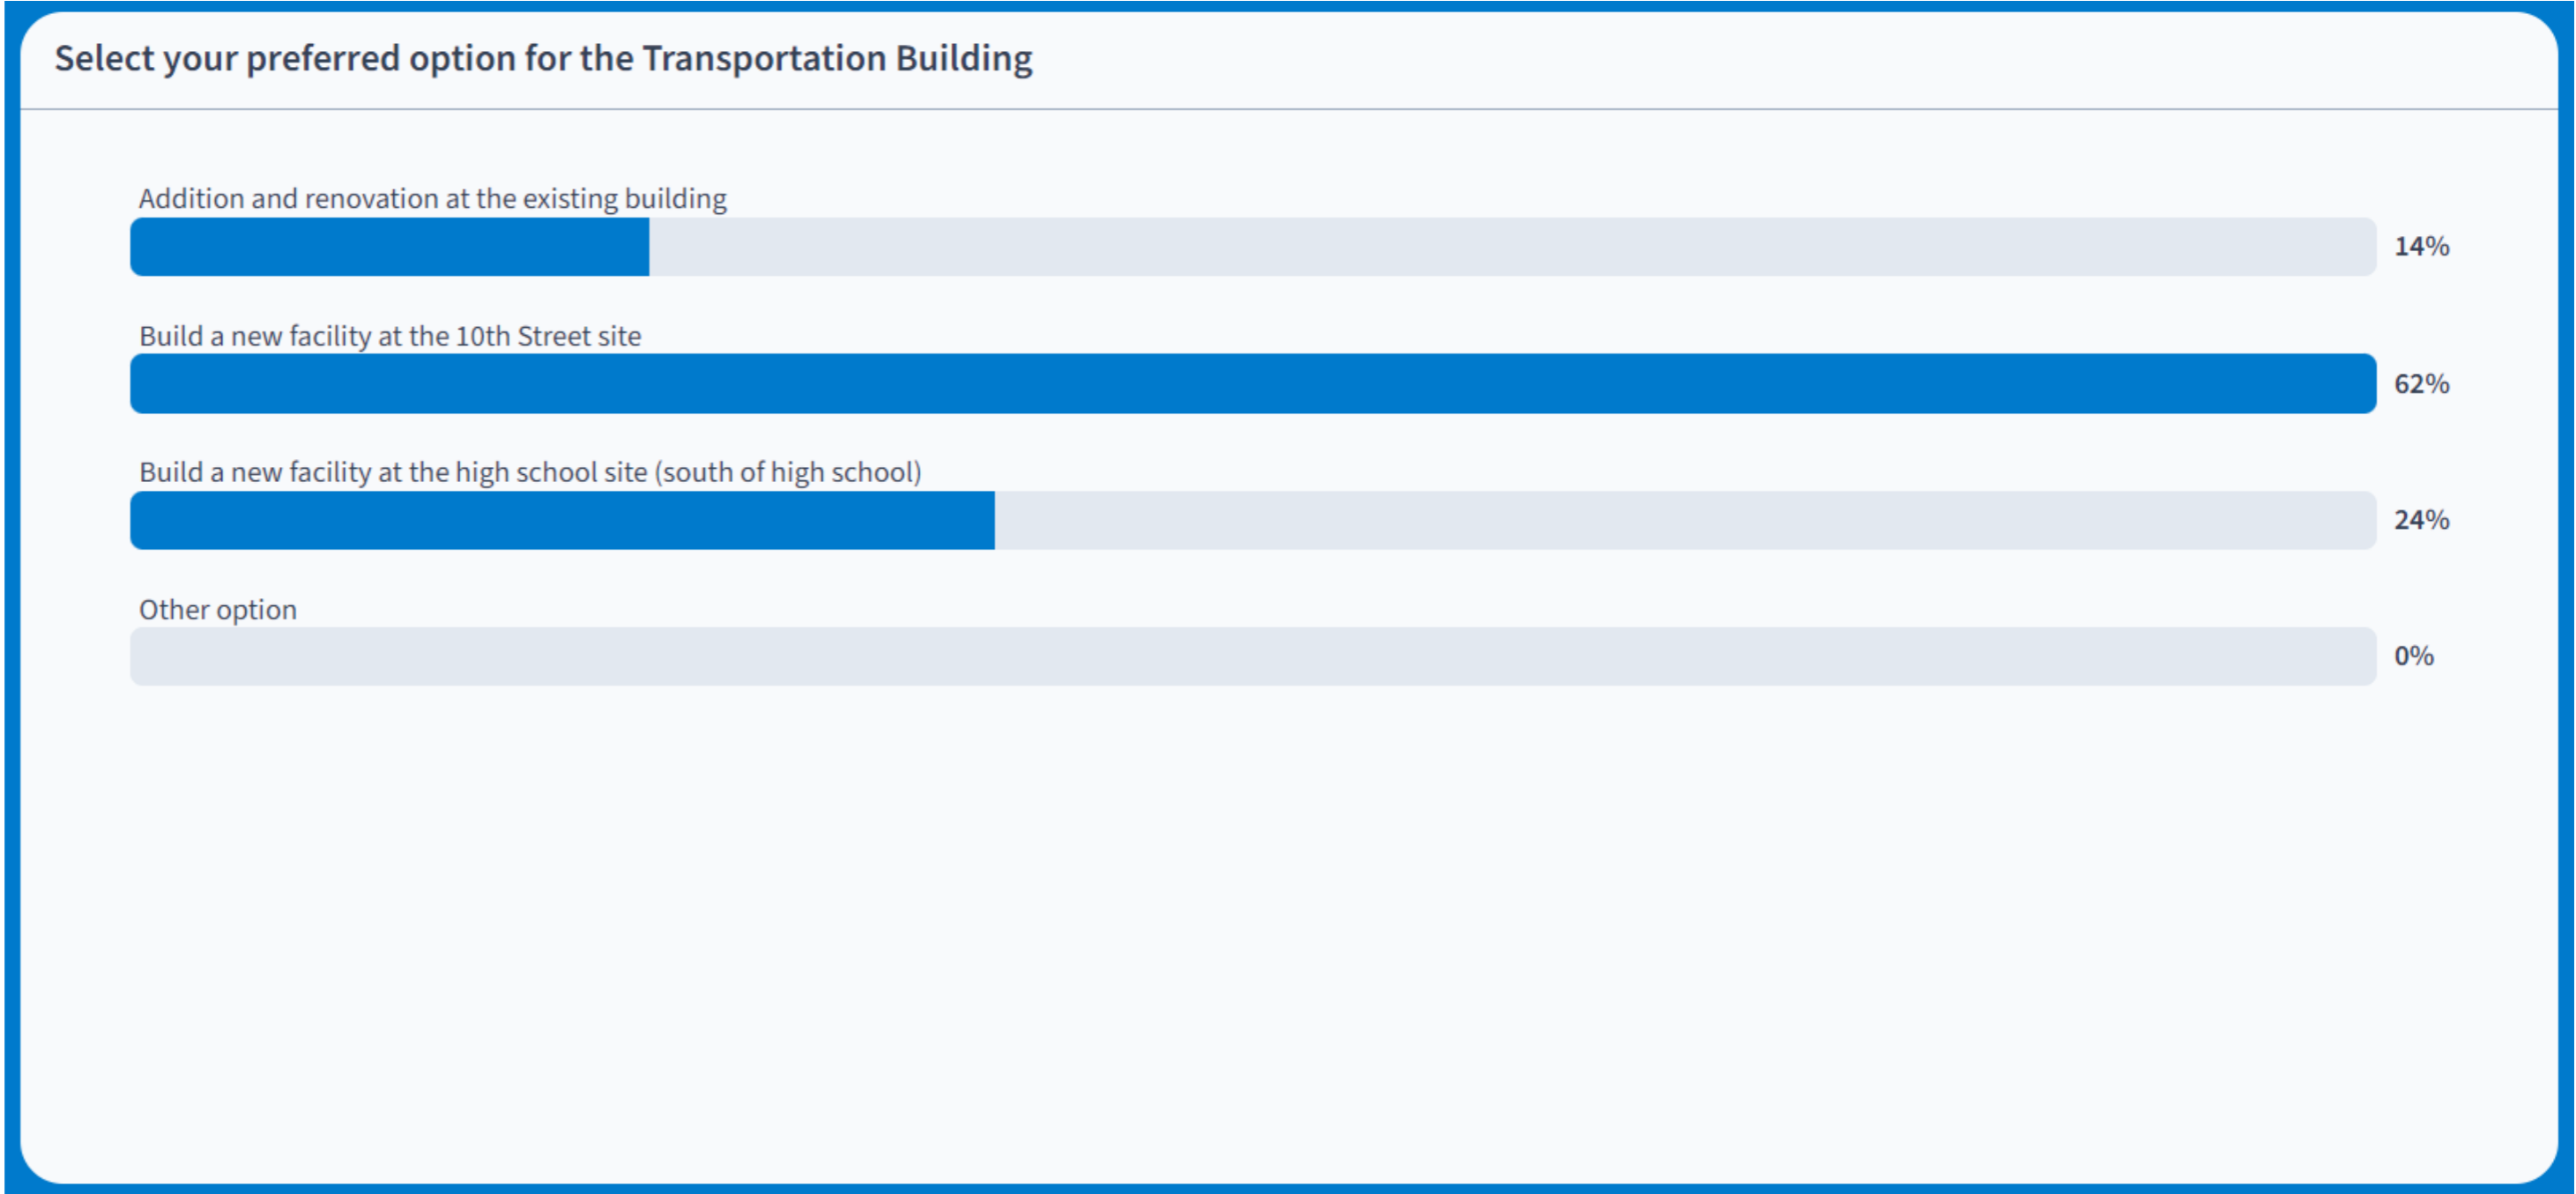 Select your preferred option for the Transportation Building
Addition and renovation at the existing building
14%
Build a new facility at the 10th Street site
62%
Build a new facility at the high school site (south of high school)
24%
Other option
0%